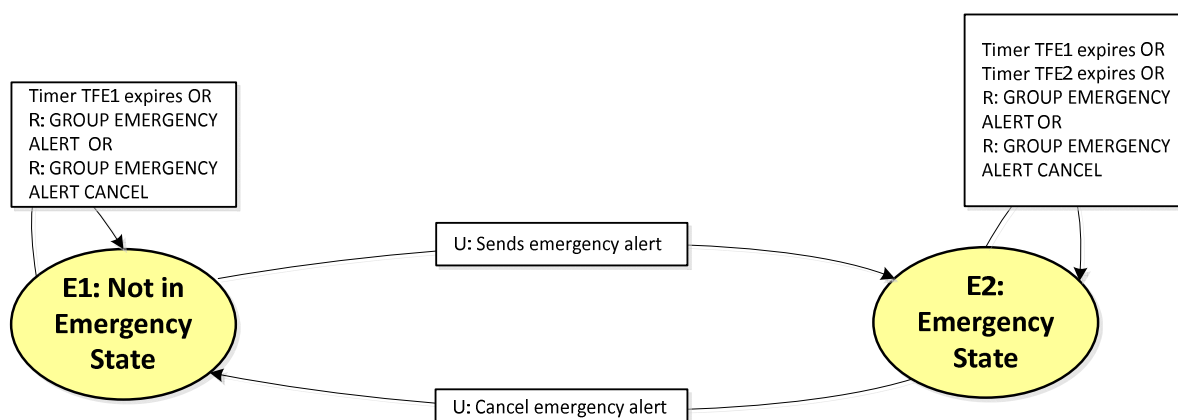 Timer TFE1 expires OR
R: GROUP EMERGENCY
ALERT OR
R: GROUP EMERGENCY
ALERT CANCEL
Timer TFE1 expires OR
Timer TFE2 expires OR
R: GROUP EMERGENCY
ALERT OR
R: GROUP EMERGENCY
ALERT CANCEL
U: Sends emergency alert
E1: Not in
Emergency
State
E2:
Emergency
State
U: Cancel emergency alert